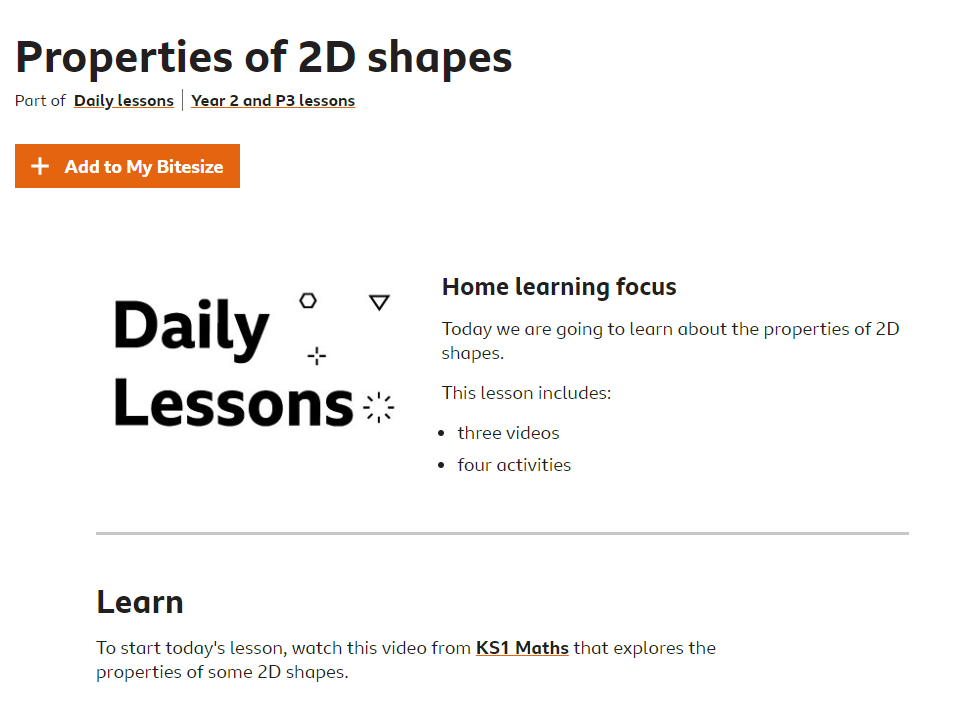 Properties of 2D shapes
Part of Daily lessons | Year 2 and P3 lessons
+ Add to My Bitesize
Daily
Lessons
Home learning focus
Today we are going to learn about the properties of 2D
shapes.
This lesson includes:
• three videos
• four activities
Learn
To start today's lesson, watch this video from KS1 Maths that explores the
properties of some 2D shapes.